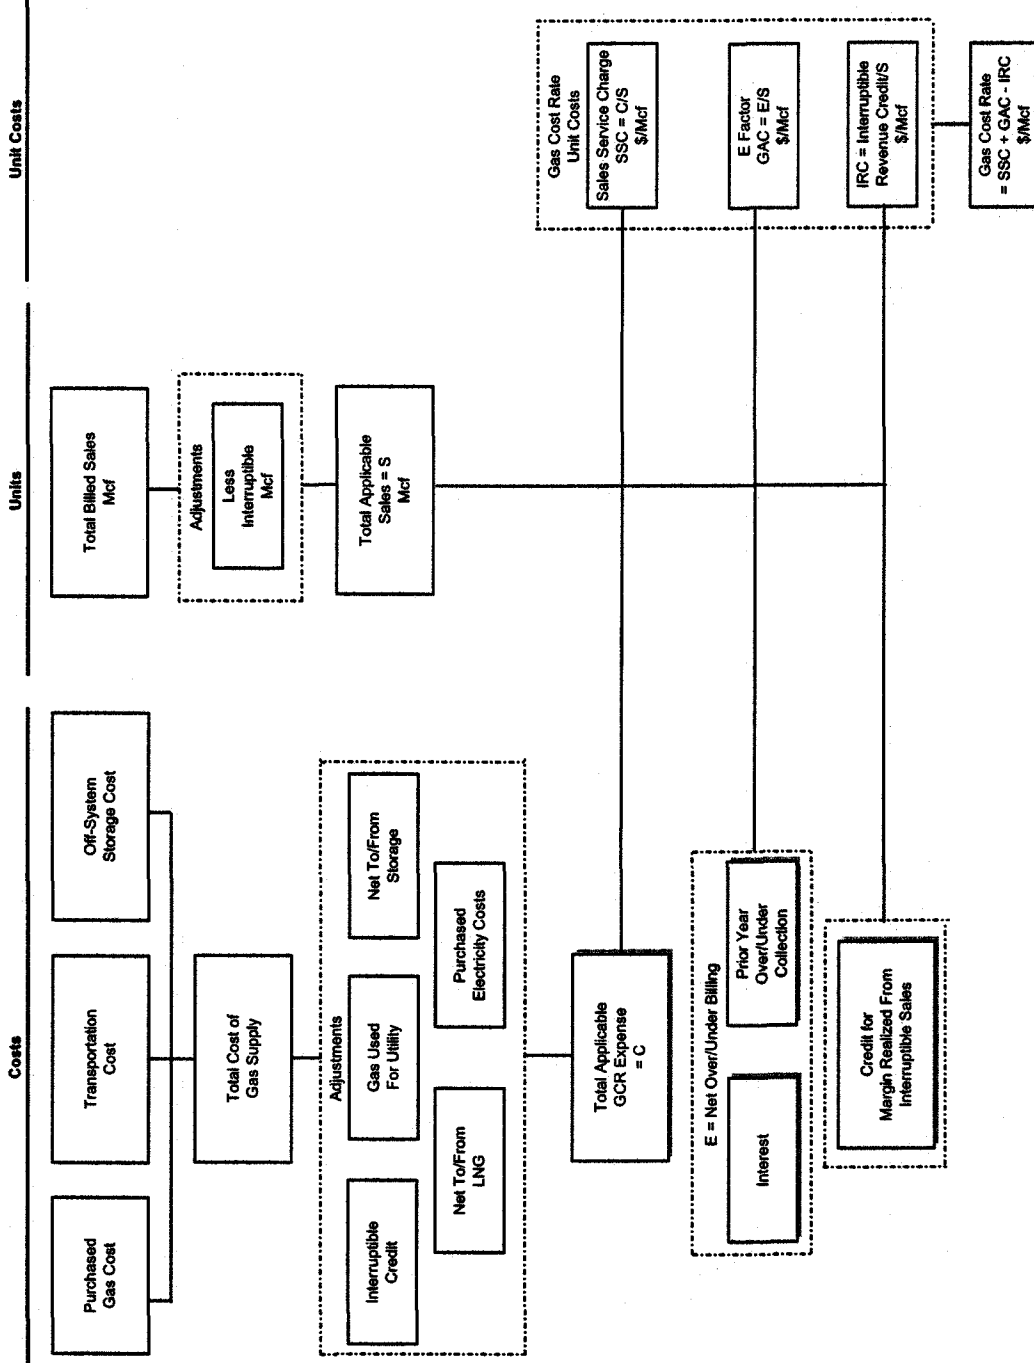 Costs
Units
Unit Costs
Purchased
Gas Cost
Transportation
Cost
Off-System
Storage Cost
Total Cost of
Gas Supply
Adjustments
Interruptible
Credit
Gas Used
For Utility
Net To/From
Storage
Net To/From
LNG
Purchased
Electricity Costs
Total Applicable
GCR Expense
= C
E = Net Over/Under Billing
Interest
Prior Year
Over/Under
Collection
Credit for
Margin Realized From
Interruptible Sales
Total Billed Sales
Mcf
Adjustments
Less
Interruptible
Mcf
Total Applicable
Sales = S
Mcf
Gas Cost Rate
Unit Costs
Sales Service Charge
SSC = C/S
$/Mcf
E Factor
GAC = E/S
$/Mcf
IRC = Interruptible
Revenue Credit/S
$/Mcf
Gas Cost Rate
= SSC + GAC - IRC
$/Mcf